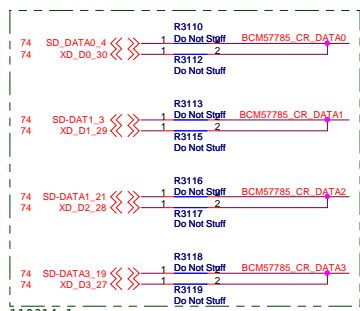 R3110
74 SD_DATA0_4 1 Do Not Stuff 2 BCM57785_CR_DATA0
74 XD_D0_30 1 2
R3112
Do Not Stuff
R3113
74 SD-DAT1_3 1 Do Not Stuff 2 BCM57785_CR_DATA1
74 XD_D1_29 1 2
R3115
Do Not Stuff
R3116
74 SD-DATA1_21 1 Do Not Stuff 2 BCM57785_CR_DATA2
74 XD_D2_28 1 2
R3117
Do Not Stuff
R3118
74 SD-DATA3_19 1 Do Not Stuff 2 BCM57785_CR_DATA3
74 XD_D3_27 1 2
R3119
Do Not Stuff